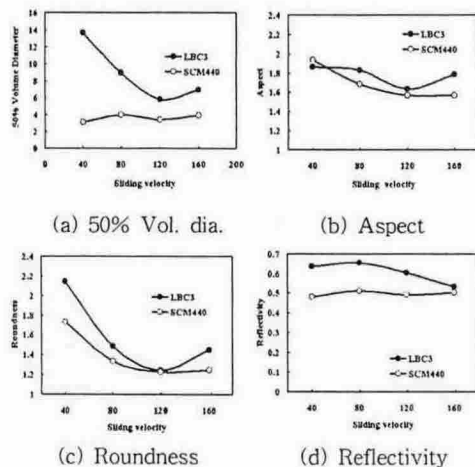 16
14
12
10
8
6
4
2
0
50% Volume Diameter
LBC3
SCM440
0 40 80 120 160 200
Sliding velocity
(a) 50% Vol. dia.
2.2
2
1.8
1.6
1.4
1.2
1
Aspect
LBC3
SCM440
40 80 120 160
Sliding velocity
(b) Aspect
2.4
2.2
2
1.8
1.6
1.4
1.2
1
Roundness
LBC3
SCM440
40 80 120 160
Sliding velocity
(c) Roundness
0.7
0.6
0.5
0.4
0.3
0.2
0.1
0
Reflectivity
LBC3
SCM440
40 80 120 160
Sliding velocity
(d) Reflectivity